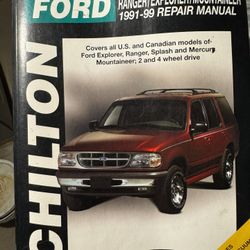 FORD
RANGER/EXPLORER/MOUNTAINEER
1991-99 REPAIR MANUAL
Covers all U.S. and Canadian models of
Ford Explorer, Ranger, Splash and Mercury
Mountaineer; 2 and 4 wheel drive
CHILTON